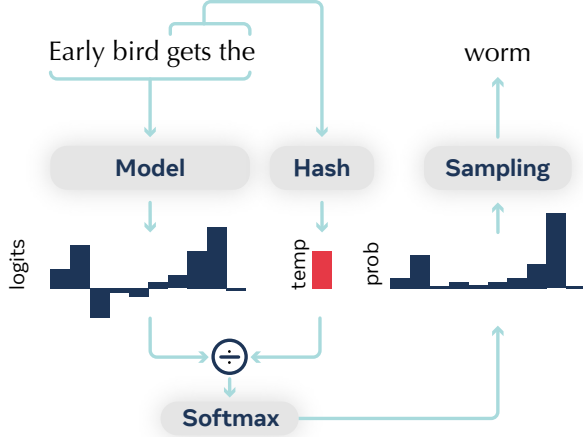 Early bird gets the
worm
Model
Hash
Sampling
logits
temp
prob
÷
Softmax